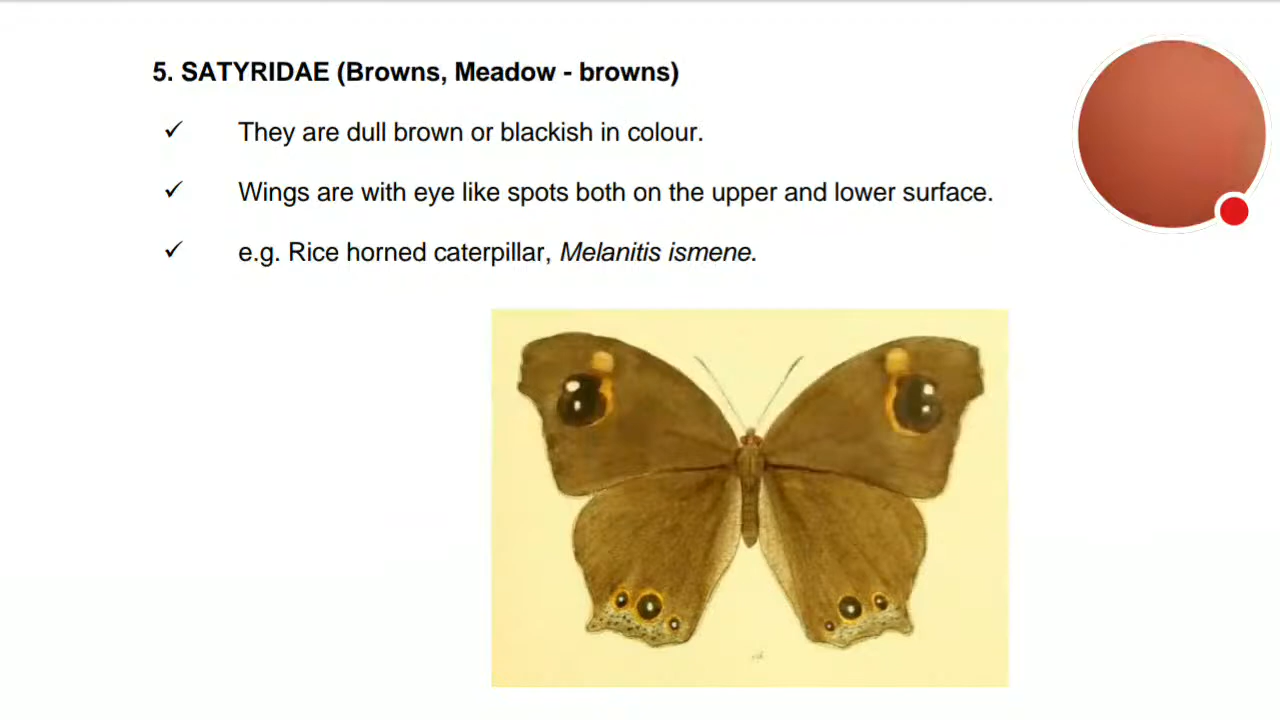 5. SATYRIDAE (Browns, Meadow - browns)
✓ They are dull brown or blackish in colour.
✓ Wings are with eye like spots both on the upper and lower surface.
✓ e.g. Rice horned caterpillar, Melanitis ismene.